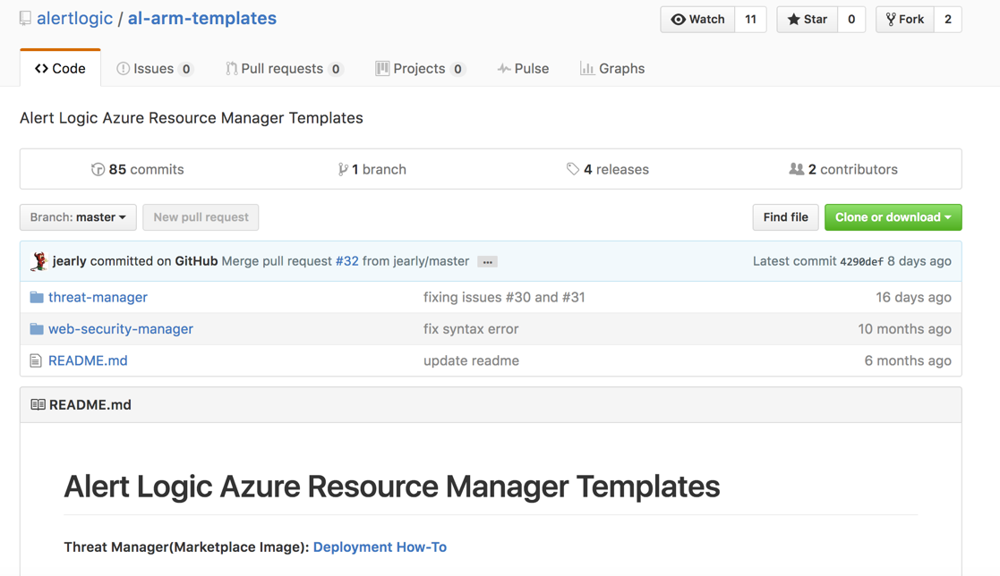 alertlogic / al-arm-templates
Watch 11 Star 0 Fork 2
Code Issues 0 Pull requests 0 Projects 0 Pulse Graphs
Alert Logic Azure Resource Manager Templates
85 commits 1 branch 4 releases 2 contributors
Branch: master New pull request Find file Clone or download
jearly committed on GitHub Merge pull request #32 from jearly/master ... Latest commit 4290def 8 days ago
threat-manager fixing issues #30 and #31 16 days ago
web-security-manager fix syntax error 10 months ago
README.md update readme 6 months ago
README.md
Alert Logic Azure Resource Manager Templates
Threat Manager(Marketplace Image): Deployment How-To